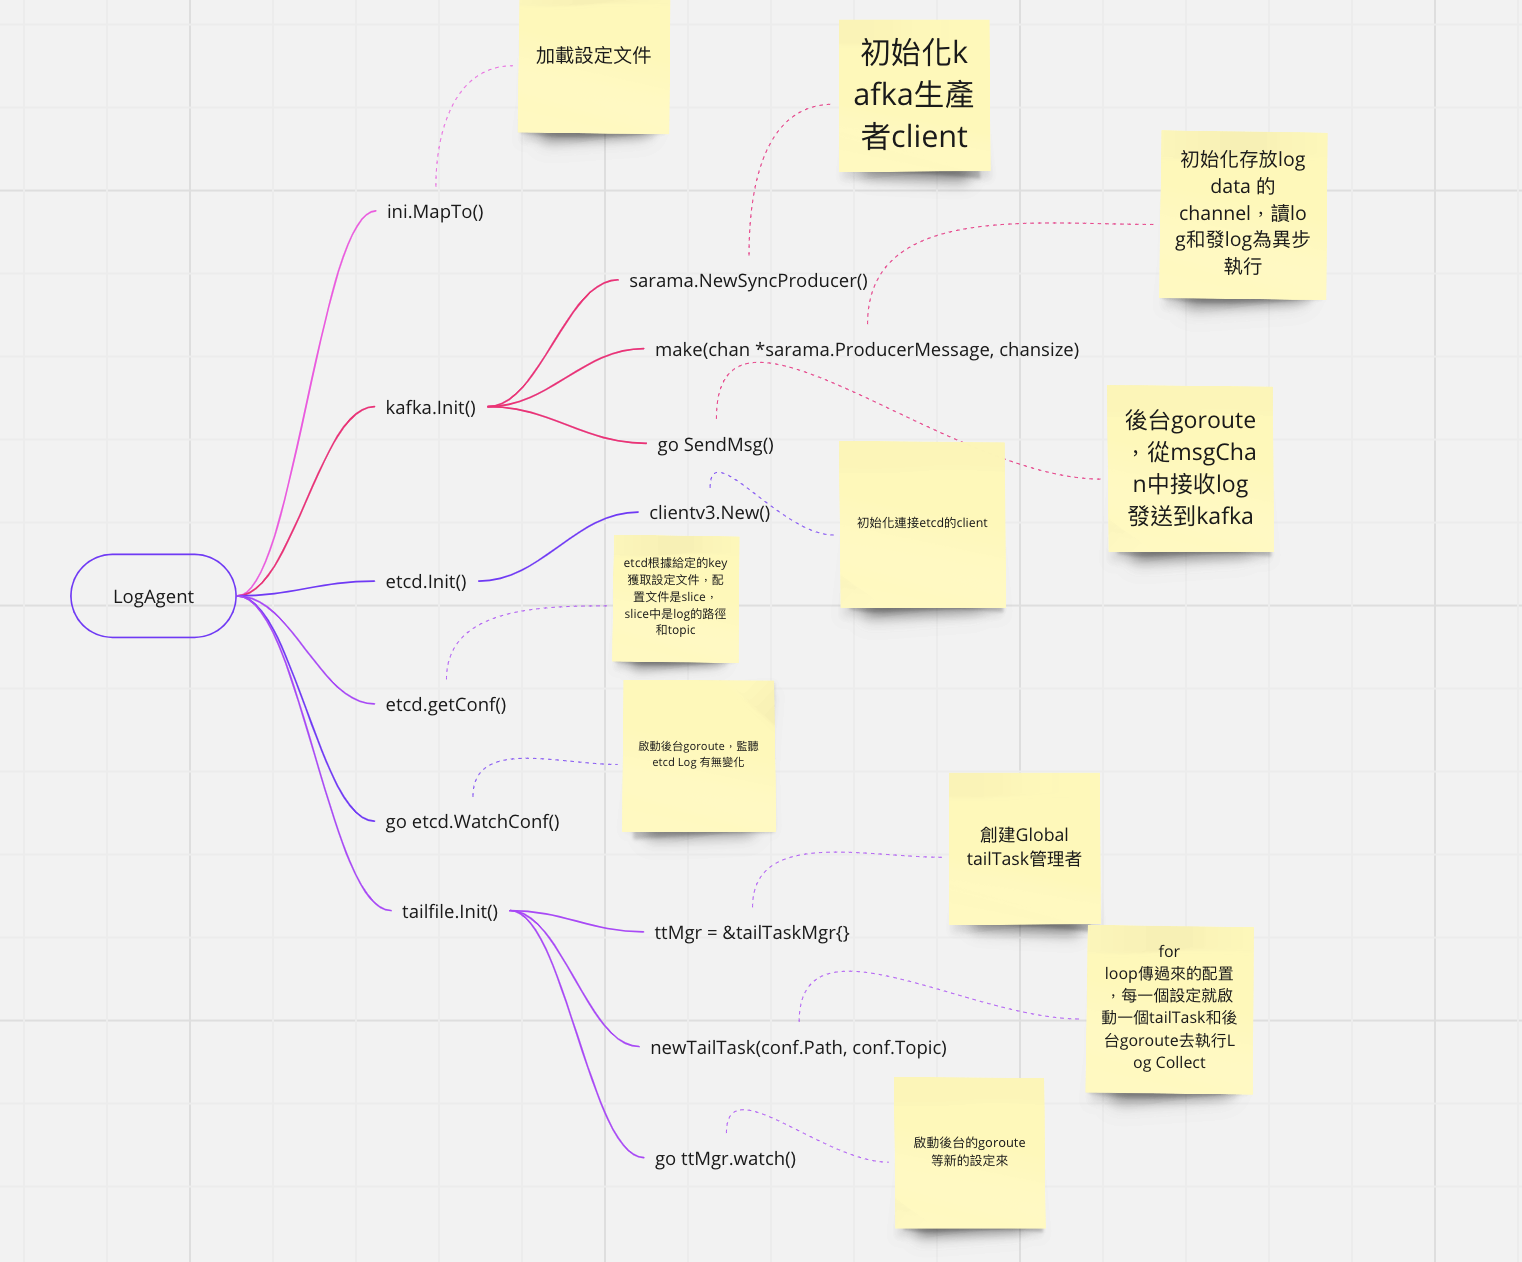 加載設定文件
初始化k
afka生產
者client
初始化存放log
data 的
channel，讀lo
g和發log為異步
執行
ini.MapTo()
sarama.NewSyncProducer()
make(chan *sarama.ProducerMessage, chansize)
kafka.Init()
go SendMsg()
後台goroute
，從msgCha
n中接收log
發送到kafka
clientv3.New()
初始化連接etcd的client
etcd.Init()
LogAgent
etcd根據給定的key
獲取設定文件，配
置文件是slice，
slice中是log的路徑
和topic
etcd.getConf()
啟動後台goroute，監聽
etcd Log 有無變化
go etcd.WatchConf()
創建Global
tailTask管理者
tailfile.Init()
ttMgr = &tailTaskMgr{}
for
loop傳過來的配置
，每一個設定就啟
動一個tailTask和後
台goroute去執行L
og Collect
newTailTask(conf.Path, conf.Topic)
啟動後台的goroute
等新的設定來
go ttMgr.watch()